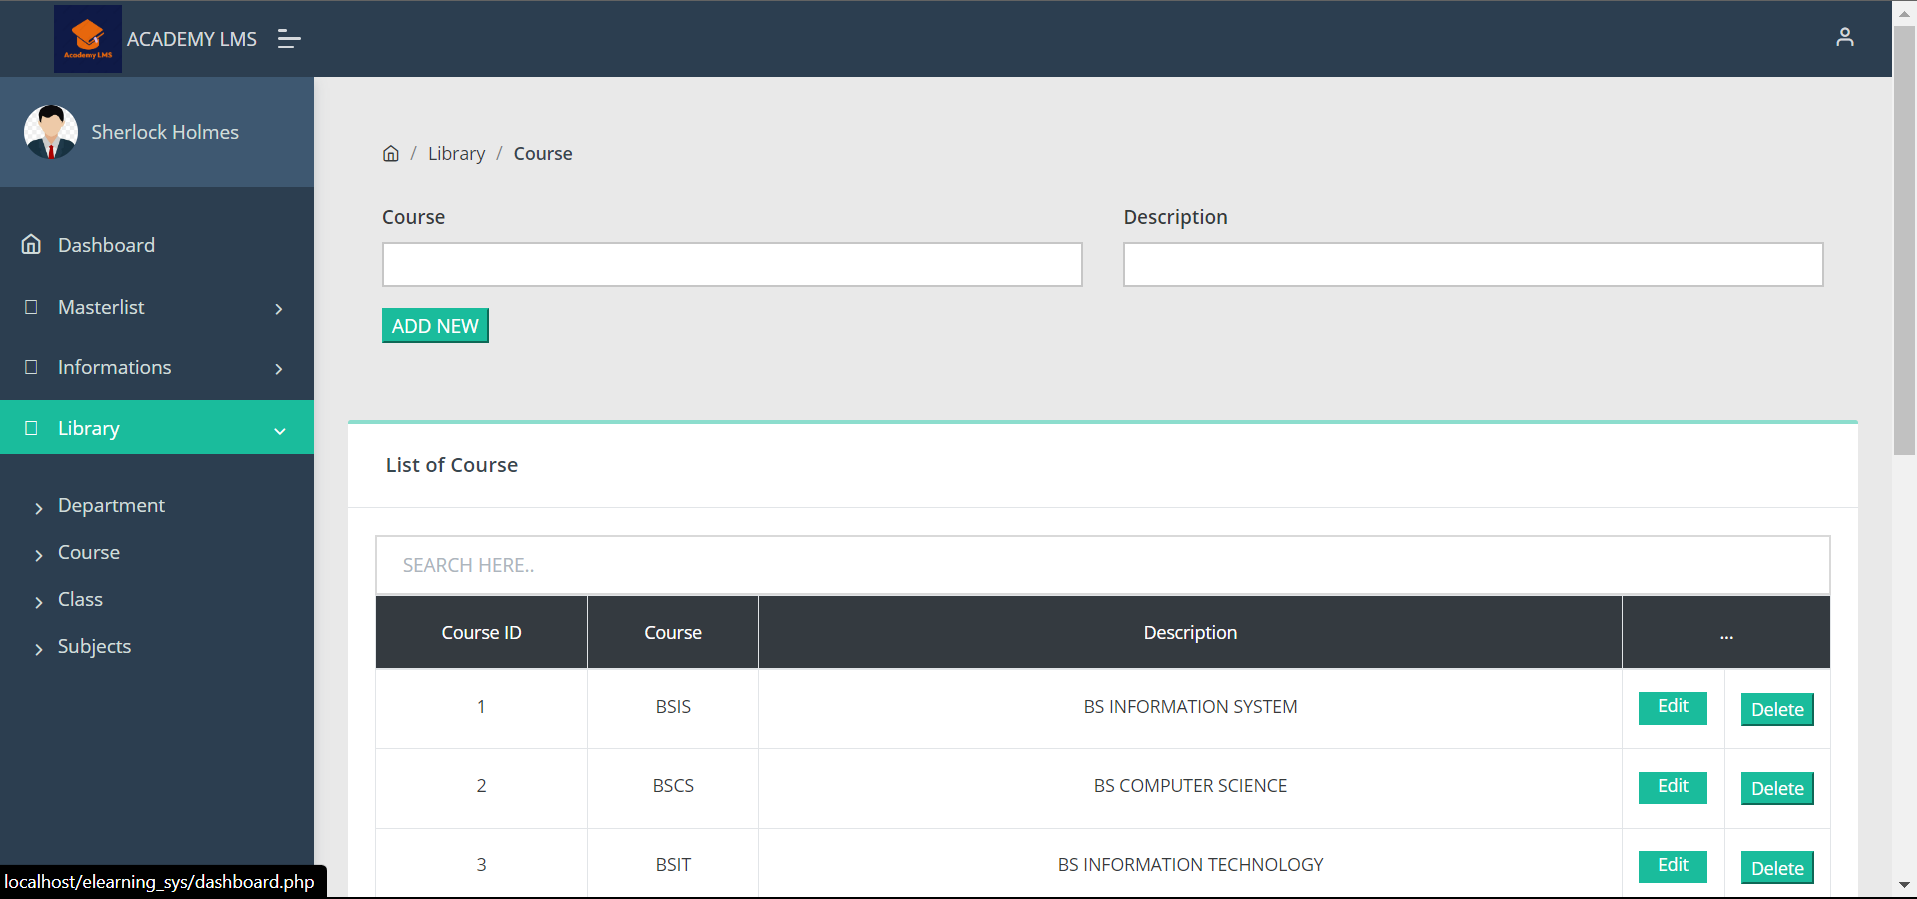 Academy LMS
ACADEMY LMS
Sherlock Holmes
Dashboard
Masterlist
Informations
Library
Department
Course
Class
Subjects
/ Library / Course
Course
Description
ADD NEW
List of Course
SEARCH HERE..
Course ID Course Description ...
1 BSIS BS INFORMATION SYSTEM Edit Delete
2 BSCS BS COMPUTER SCIENCE Edit Delete
3 BSIT BS INFORMATION TECHNOLOGY Edit Delete
localhost/elearning_sys/dashboard.php